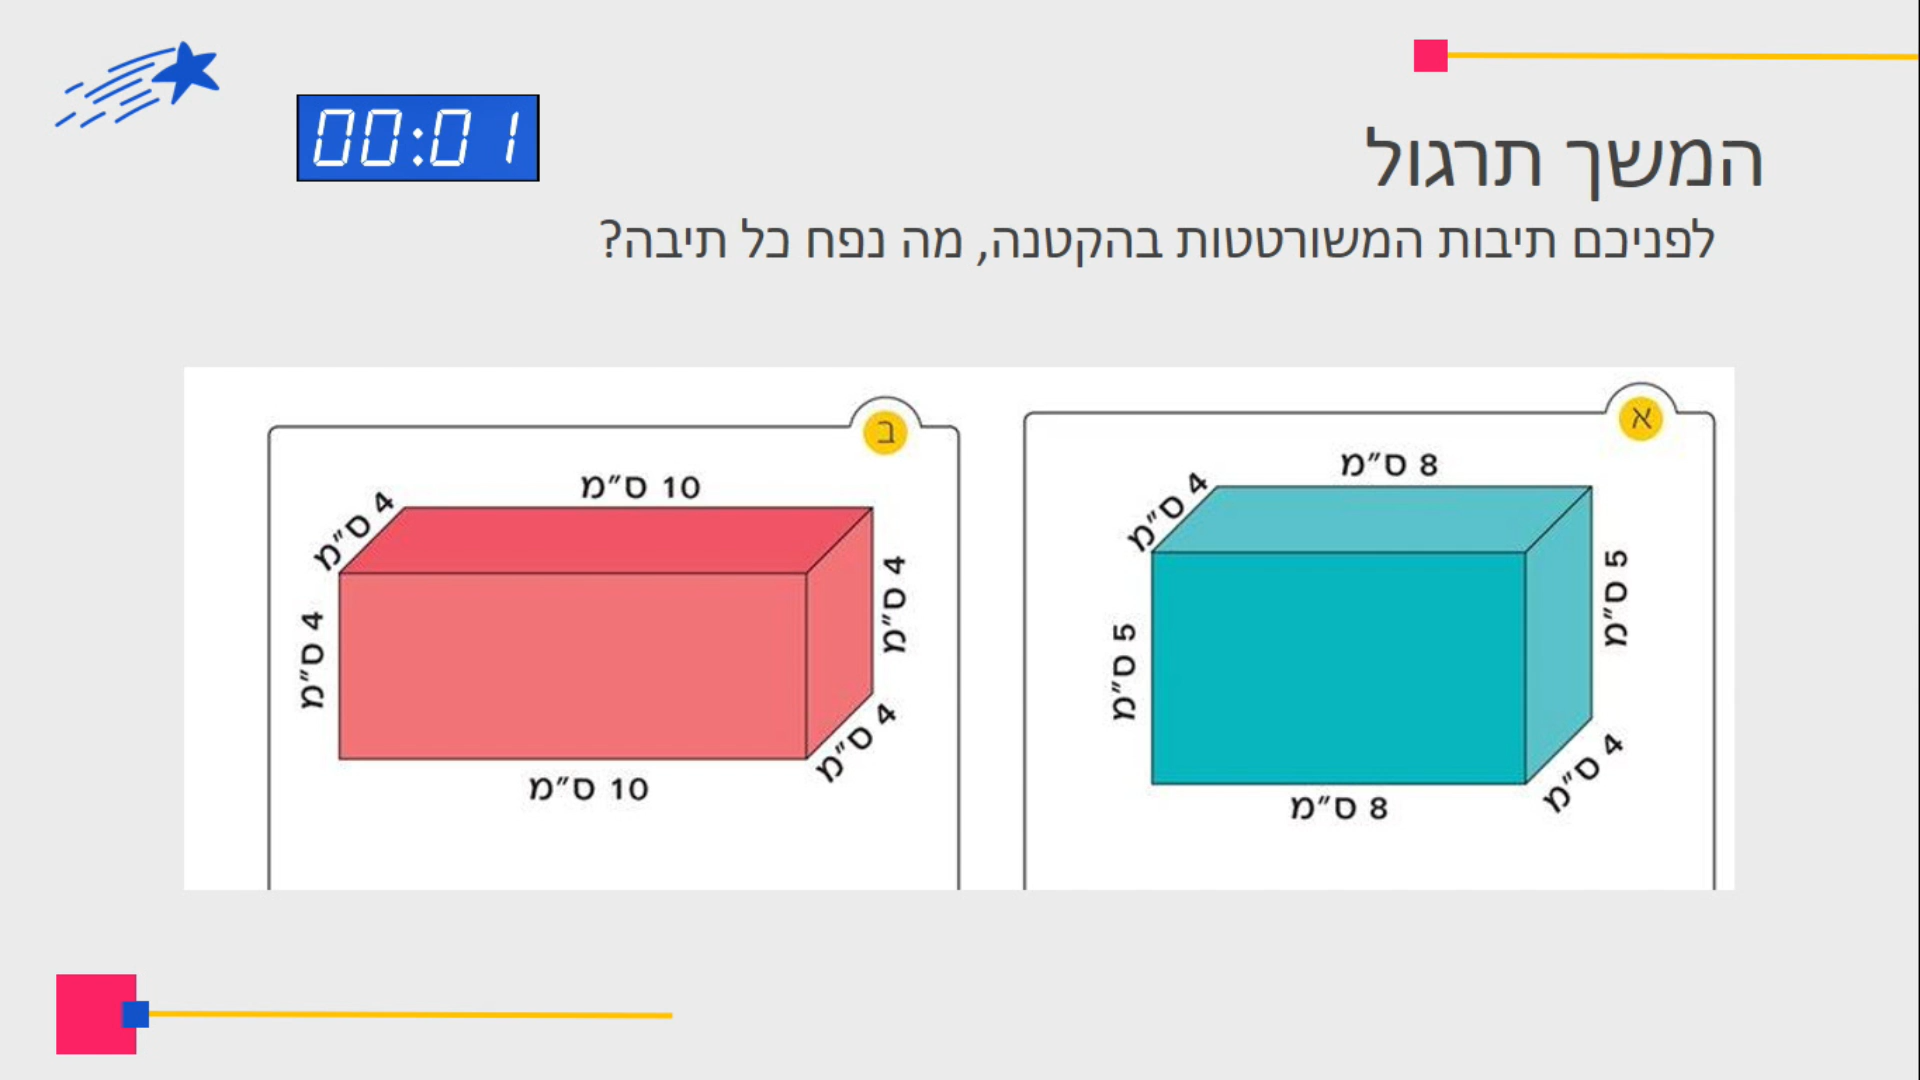 00:01
המשך תרגול
לפניכם תיבות המשורטטות בהקטנה, מה נפח כל תיבה?
א
8 ס"מ
4 ס"מ
5 ס"מ
5 ס"מ
4 ס"מ
8 ס"מ
ב
10 ס"מ
4 ס"מ
4 ס"מ
4 ס"מ
4 ס"מ
10 ס"מ